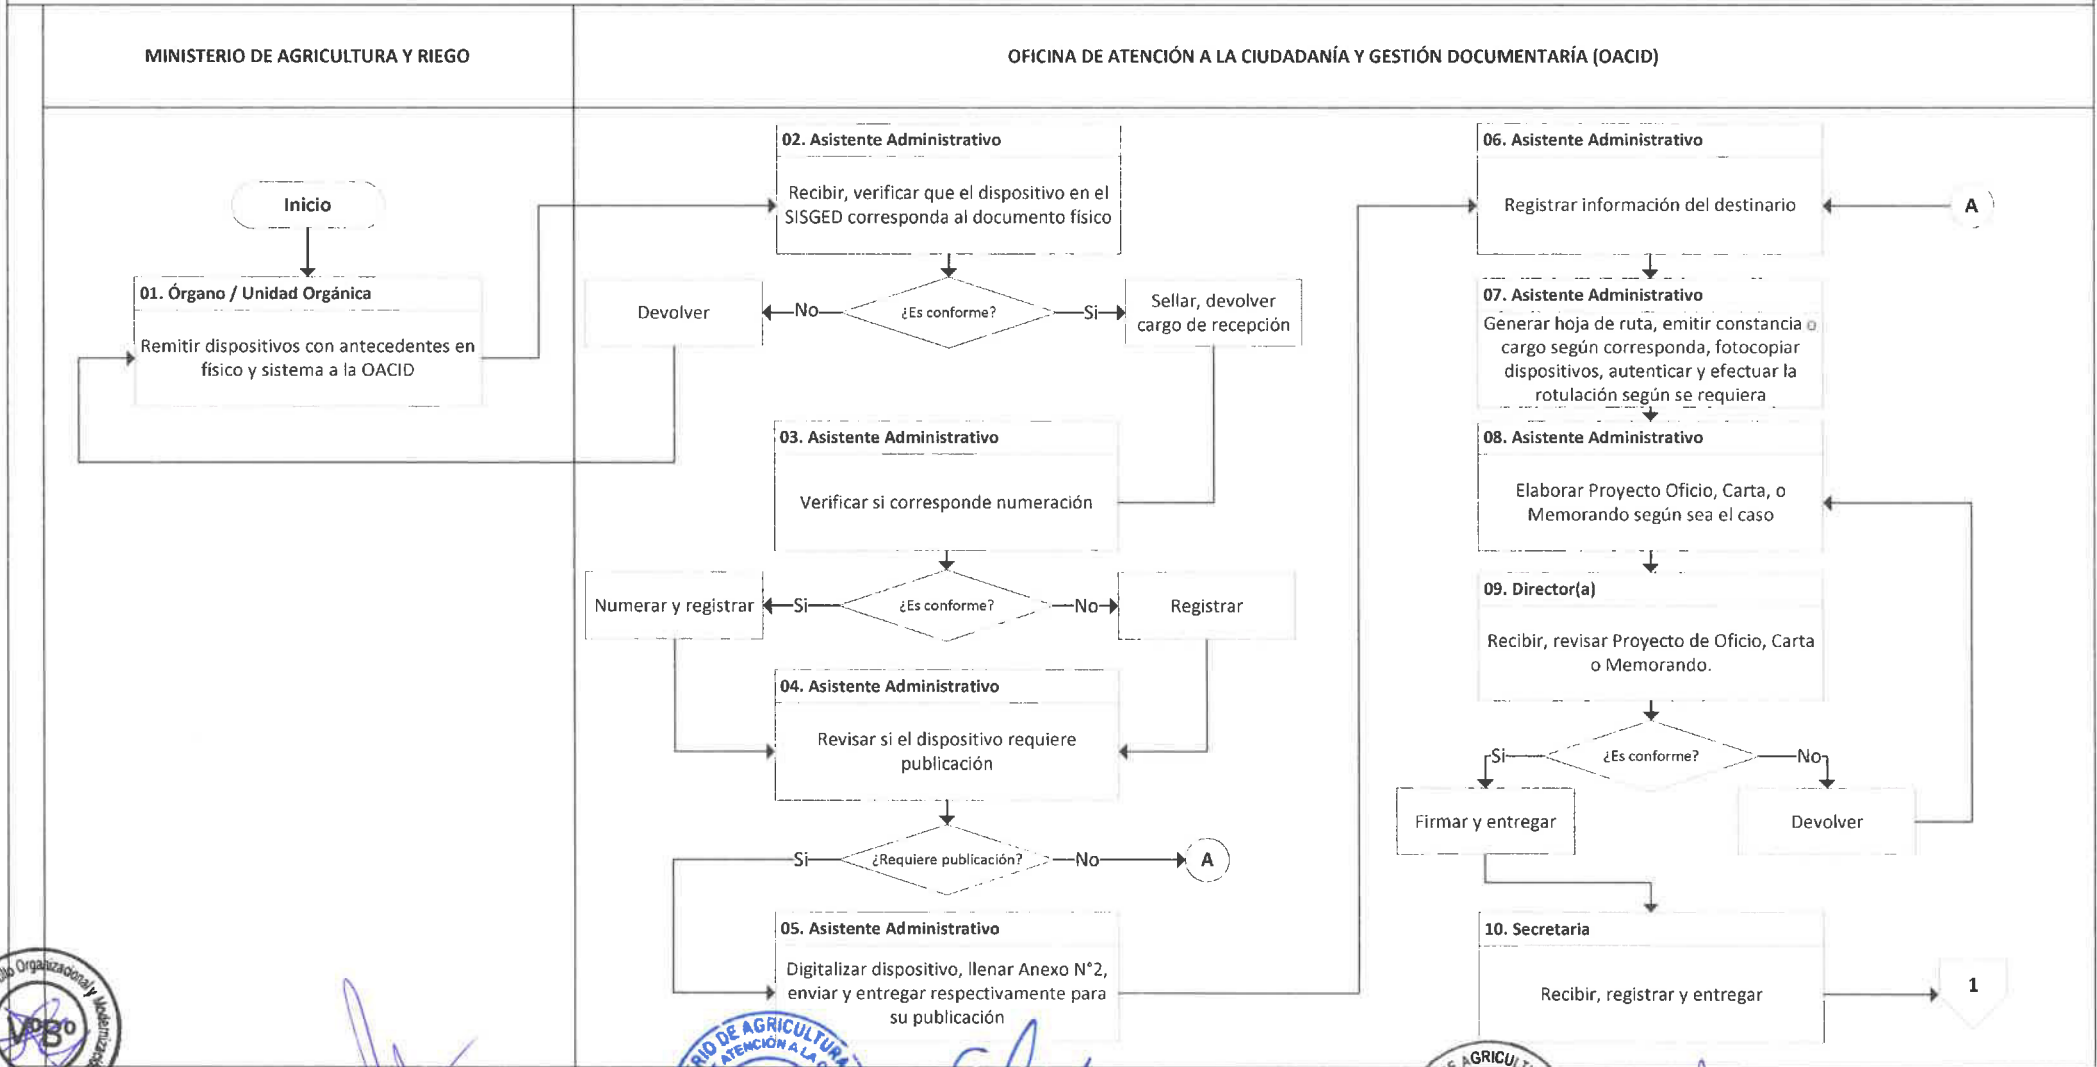 MINISTERIO DE AGRICULTURA Y RIEGO
OFICINA DE ATENCIÓN A LA CIUDADANÍA Y GESTIÓN DOCUMENTARÍA (OACID)
Inicio
01. Órgano / Unidad Orgánica
Remitir dispositivos con antecedentes en
físico y sistema a la OACID
02. Asistente Administrativo
Recibir, verificar que el dispositivo en el
SISGED corresponda al documento físico
Devolver
No
¿Es conforme?
Si
Sellar, devolver
cargo de recepción
03. Asistente Administrativo
Verificar si corresponde numeración
Numerar y registrar
Si
¿Es conforme?
No
Registrar
04. Asistente Administrativo
Revisar si el dispositivo requiere
publicación
Si
¿Requiere publicación?
No
A
05. Asistente Administrativo
Digitalizar dispositivo, llenar Anexo N°2,
enviar y entregar respectivamente para
su publicación
06. Asistente Administrativo
Registrar información del destinario
A
07. Asistente Administrativo
Generar hoja de ruta, emitir constancia o
cargo según corresponda, fotocopiar
dispositivos, autenticar y efectuar la
rotulación según se requiera
08. Asistente Administrativo
Elaborar Proyecto Oficio, Carta, o
Memorando según sea el caso
09. Director(a)
Recibir, revisar Proyecto de Oficio, Carta
o Memorando.
Si
¿Es conforme?
No
Firmar y entregar
Devolver
10. Secretaria
Recibir, registrar y entregar
1
Organizacional y
V°B°
DE AGRICULTURA
ATENCIÓN A LA
AGRICU